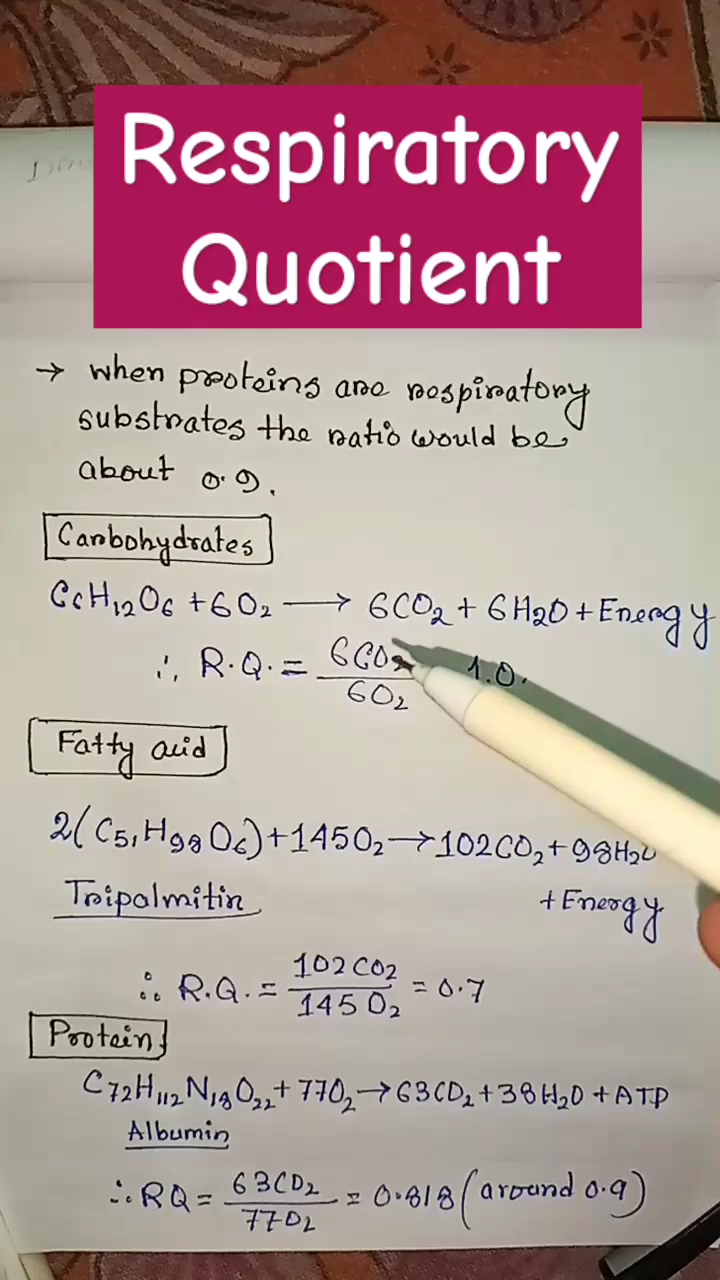 Respiratory
Quotient
→ when proteins are respiratory
substrates the ratio would be
about 0.9.
Carbohydrates
C6H12O6 + 6O2 ⟶ 6CO2 + 6H2O + Energy
∴ R.Q. = 6CO2 / 6O2 1.0.
Fatty acid
2(C51H98O6) + 145O2 → 102CO2 + 98H2O
Tripalmitin + Energy
∴ R.Q. = 102CO2 / 145O2 = 0.7
Protein
C72H112N18O22 + 77O2 → 63CO2 + 38H2O + ATP
Albumin
∴ RQ = 63CO2 / 77O2 = 0.818 (around 0.9)